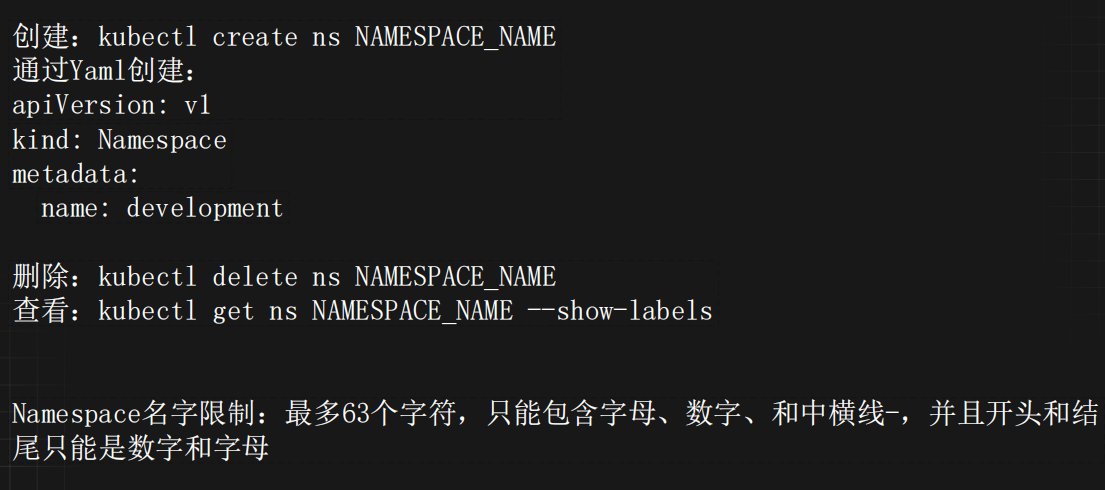 创建：kubectl create ns NAMESPACE_NAME
通过Yaml创建：
apiVersion: v1
kind: Namespace
metadata:
  name: development
删除：kubectl delete ns NAMESPACE_NAME
查看：kubectl get ns NAMESPACE_NAME --show-labels
Namespace名字限制：最多63个字符，只能包含字母、数字、和中横线-，并且开头和结
尾只能是数字和字母